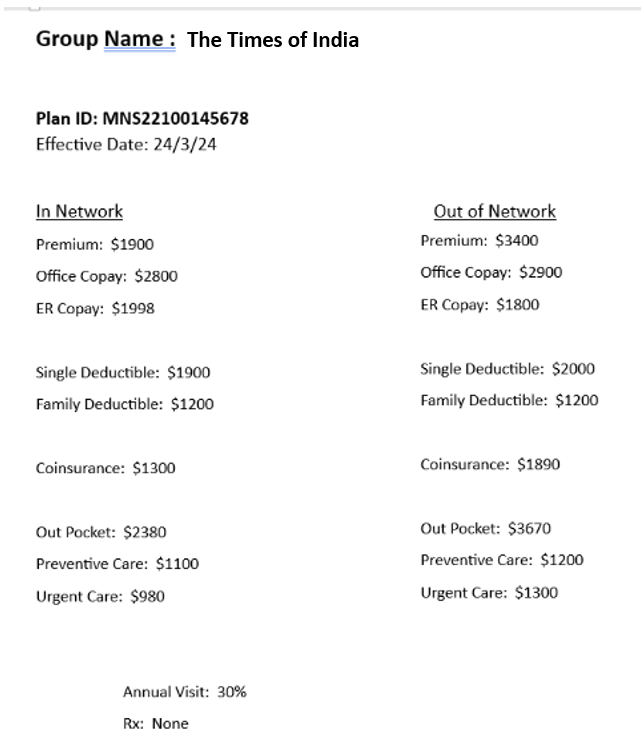 Group Name : The Times of India
Plan ID: MNS22100145678
Effective Date: 24/3/24
In Network
Premium: $1900
Office Copay: $2800
ER Copay: $1998
Single Deductible: $1900
Family Deductible: $1200
Coinsurance: $1300
Out Pocket: $2380
Preventive Care: $1100
Urgent Care: $980
Out of Network
Premium: $3400
Office Copay: $2900
ER Copay: $1800
Single Deductible: $2000
Family Deductible: $1200
Coinsurance: $1890
Out Pocket: $3670
Preventive Care: $1200
Urgent Care: $1300
Annual Visit: 30%
Rx: None